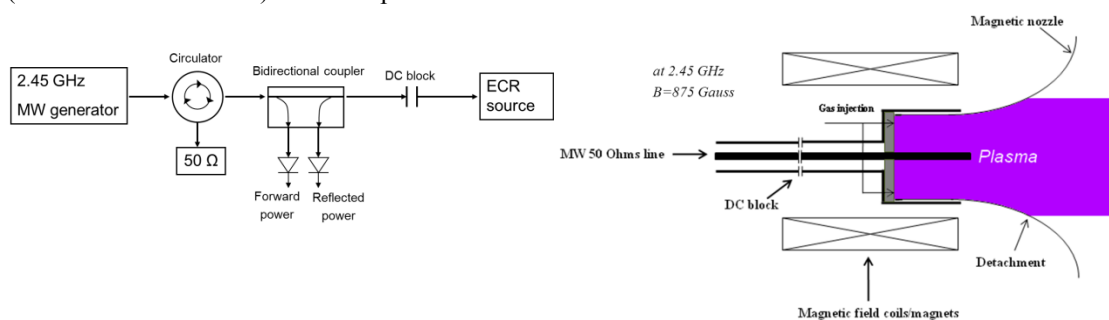 2.45 GHz
MW generator
Circulator
50 Ω
Bidirectional coupler
Forward
power
Reflected
power
DC block
ECR
source
Magnetic nozzle
at 2.45 GHz
B=875 Gauss
Gas injection
MW 50 Ohms line
Plasma
DC block
Detachment
Magnetic field coils/magnets